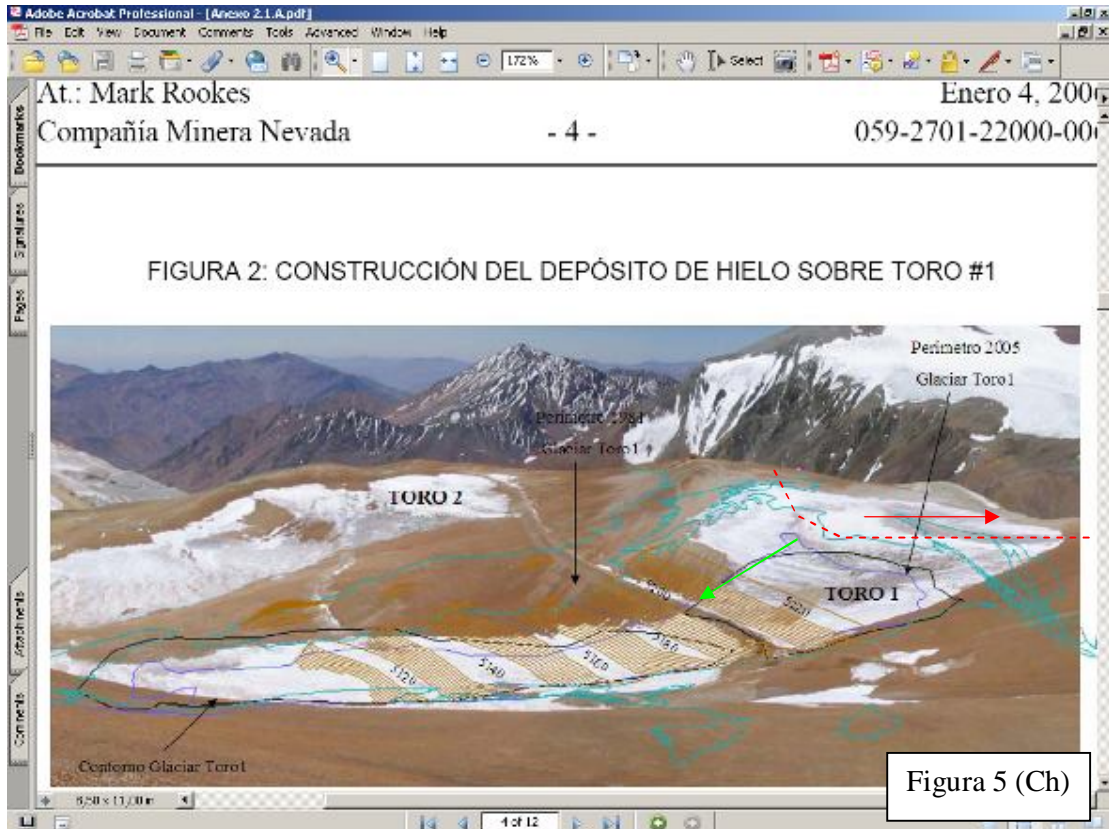 Adobe Acrobat Professional - [Anexo 2.1.A.pdf]
File Edit View Document Comments Tools Advanced Window Help
172%
Select
Bookmarks
Signatures
Pages
Attachments
Comments
At.: Mark Rookes
Enero 4, 2006
Compañía Minera Nevada
- 4 -
059-2701-22000-00
FIGURA 2: CONSTRUCCIÓN DEL DEPÓSITO DE HIELO SOBRE TORO #1
Perimetro 2005
Glaciar Toro1
Perimetro 1981
Glaciar Toro1
TORO 2
TORO 1
5200
5220
5180
5160
5140
5120
Contorno Glaciar Toro1
Figura 5 (Ch)
8,50 x 11,00 in
4 of 12